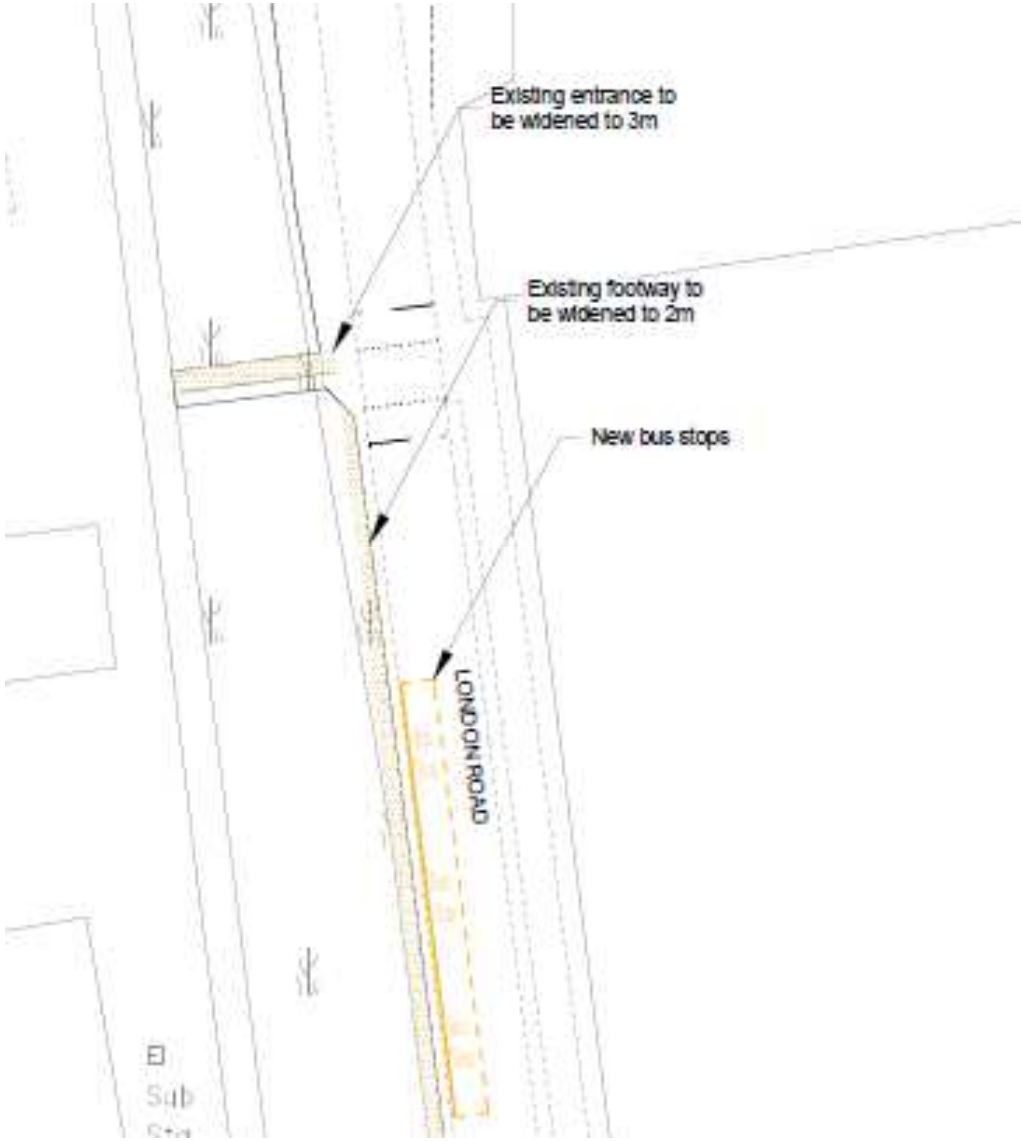 Existing entrance to
be widened to 3m
Existing footway to
be widened to 2m
New bus stops
LONDON ROAD
El
Sub
Sta